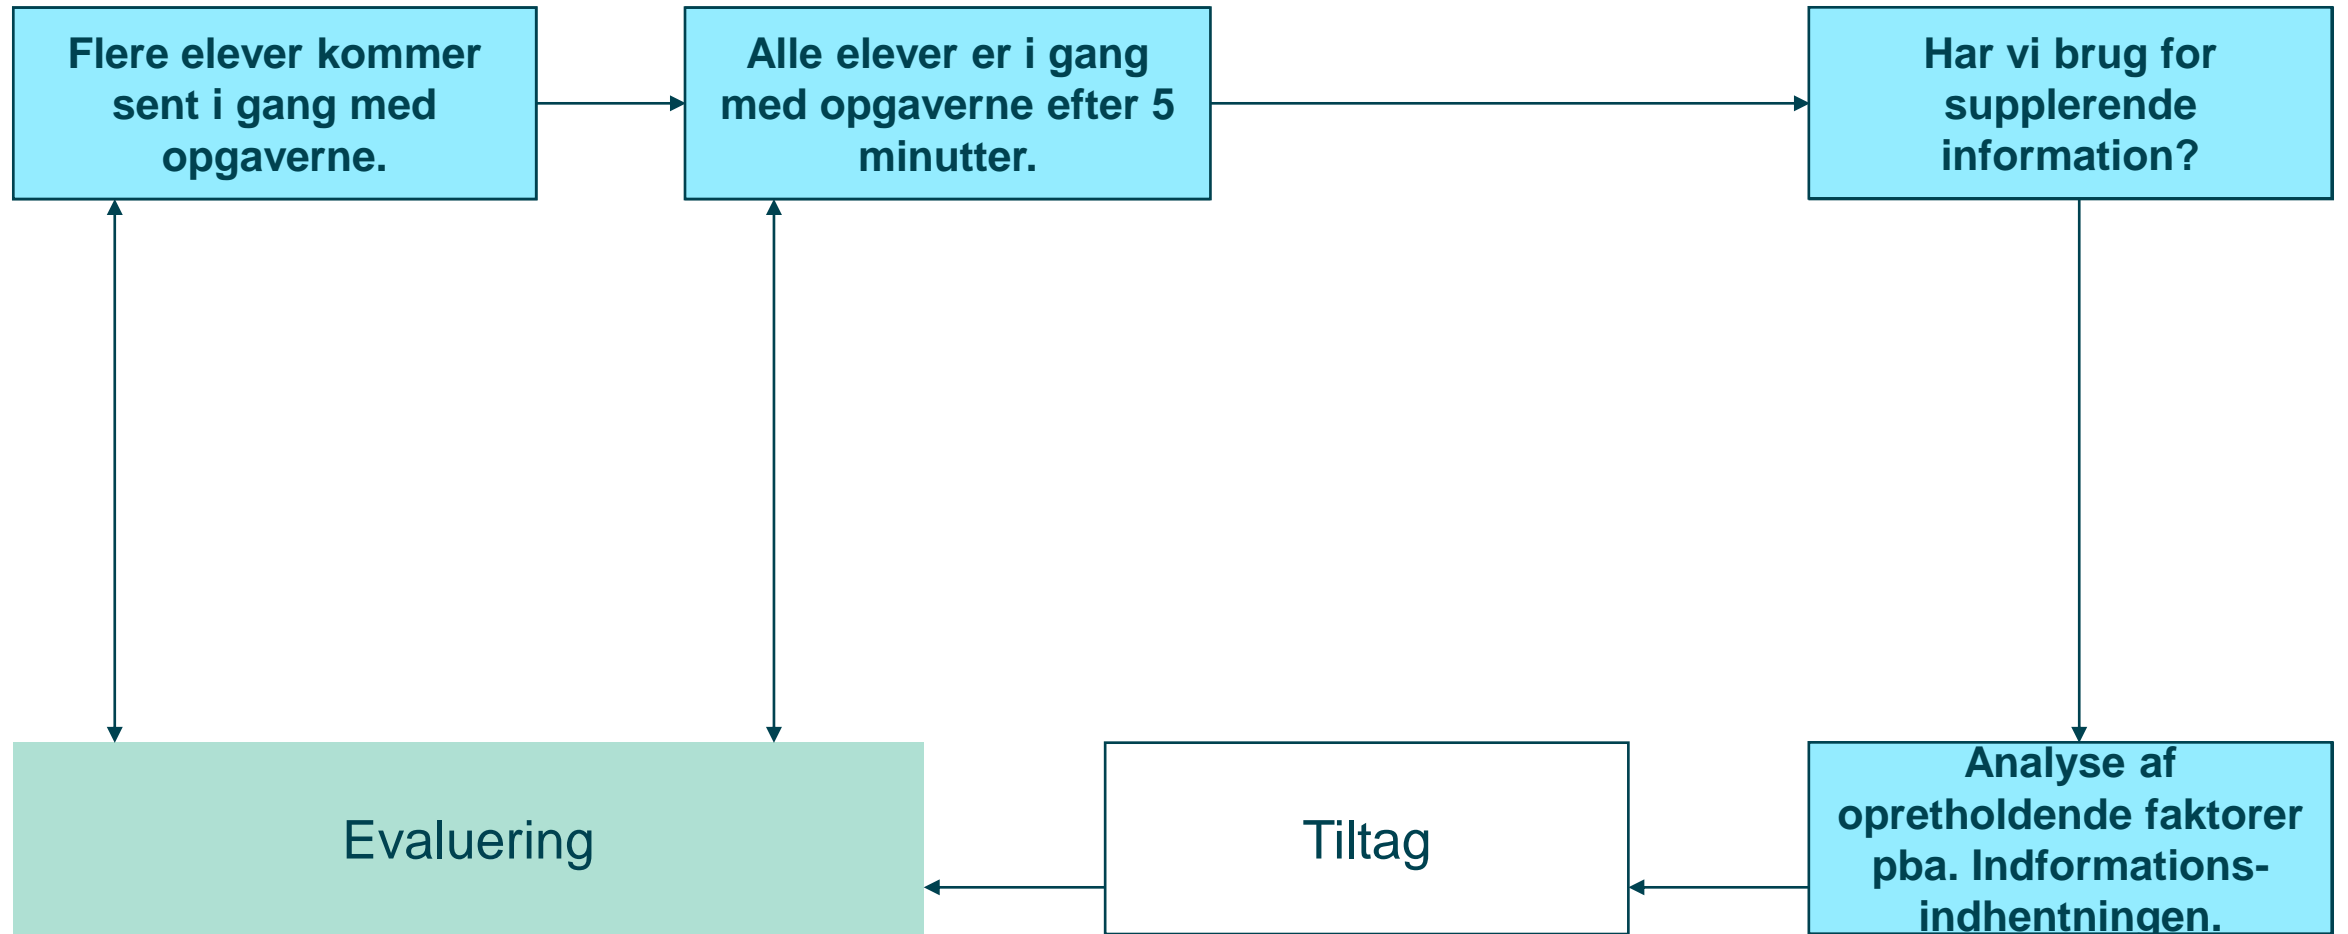 Flere elever kommer
sent i gang med
opgaverne.
Alle elever er i gang
med opgaverne efter 5
minutter.
Har vi brug for
supplerende
information?
Evaluering
Tiltag
Analyse af
opretholdende faktorer
pba. Indformations-
indhentningen.